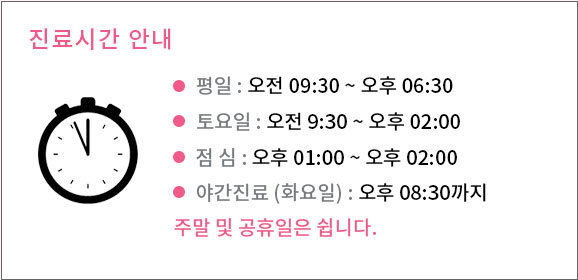 진료시간 안내
평일 : 오전 09:30 ~ 오후 06:30
토요일 : 오전 9:30 ~ 오후 02:00
점 심 : 오후 01:00 ~ 오후 02:00
야간진료 (화요일) : 오후 08:30까지
주말 및 공휴일은 쉽니다.